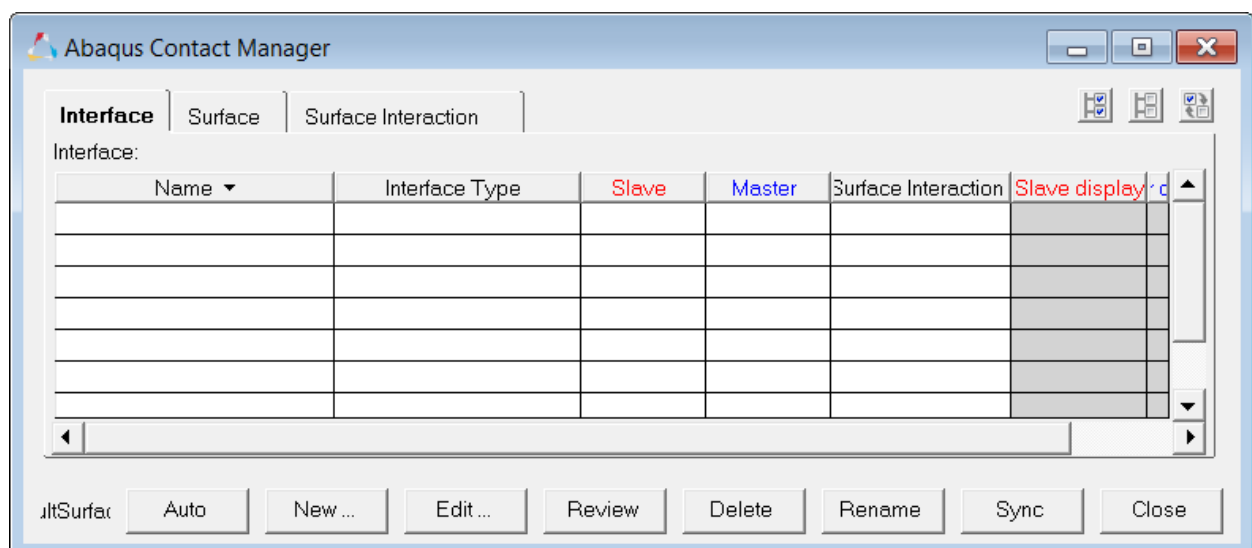 Abaqus Contact Manager
Interface Surface Surface Interaction
Interface:
Name Interface Type Slave Master Surface Interaction Slave display
Auto New ... Edit ... Review Delete Rename Sync Close